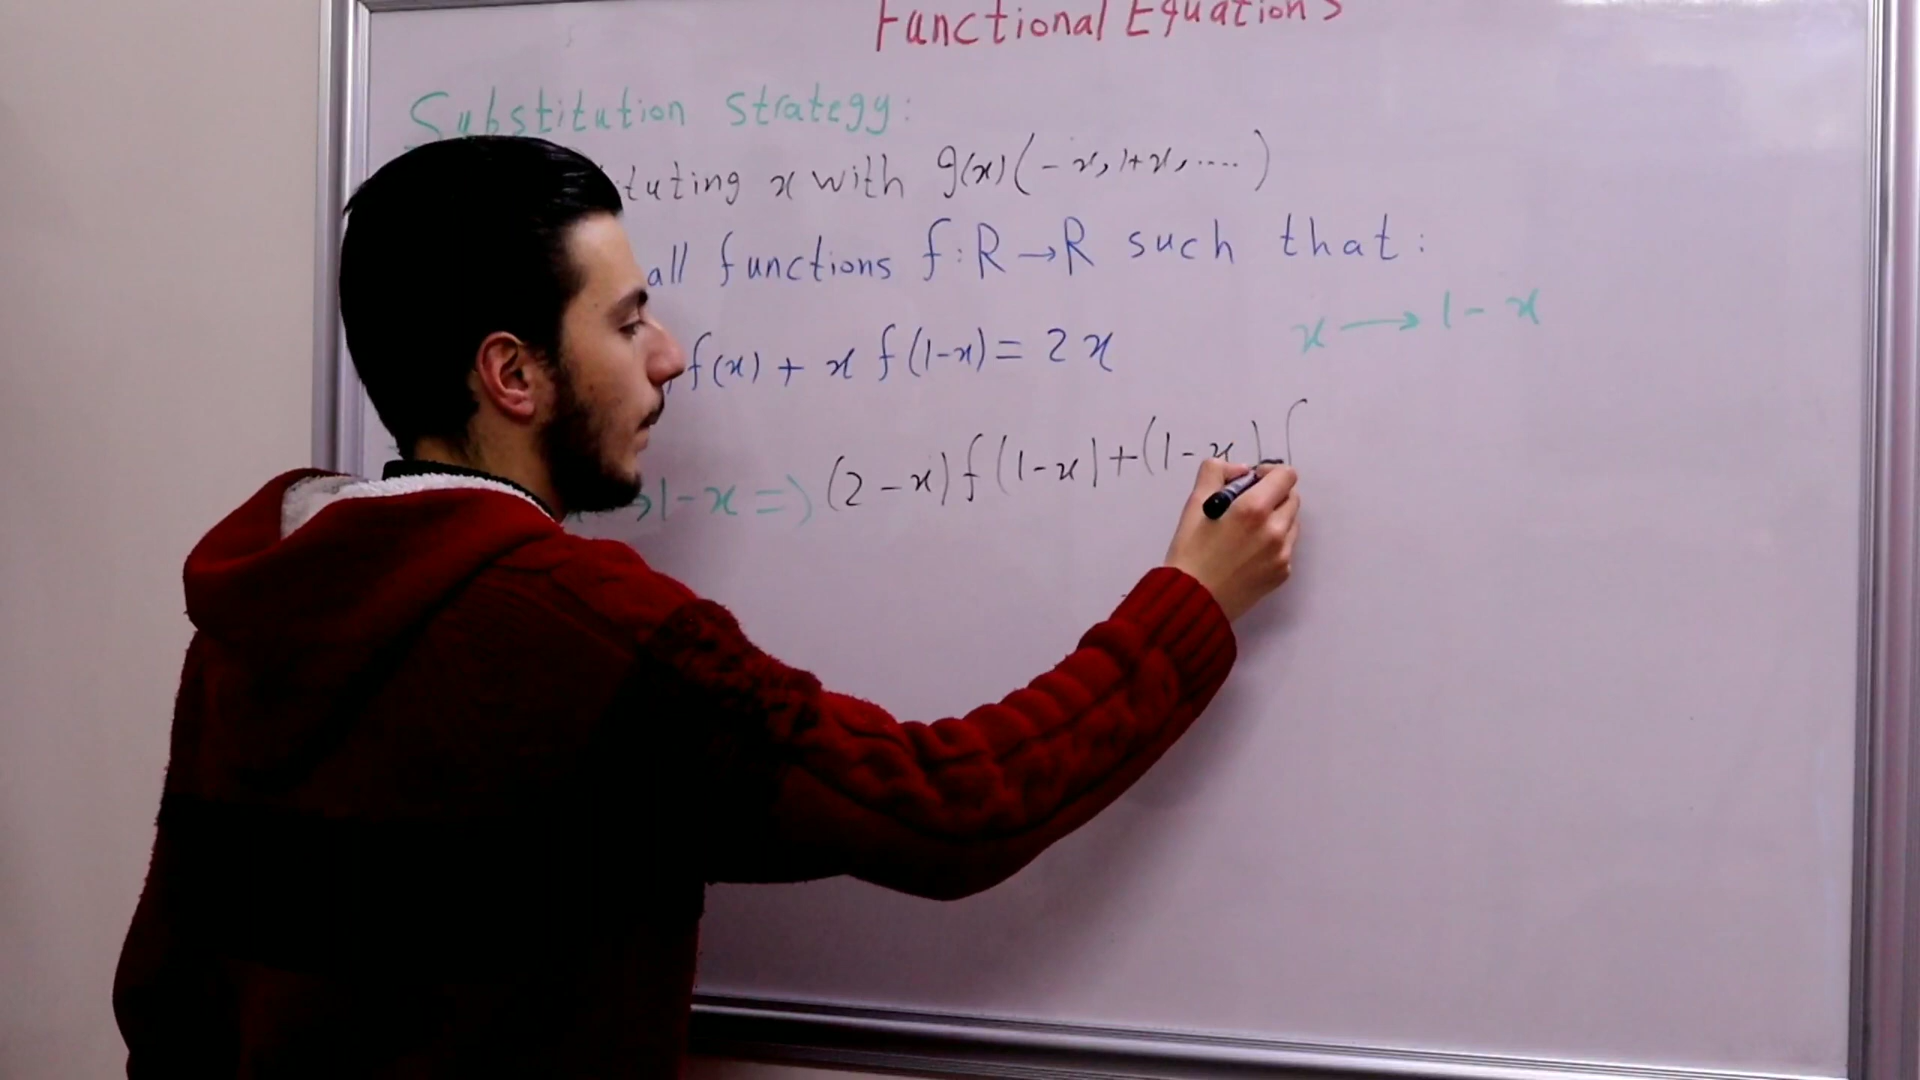 Functional Equations
Substitution strategy:
tuting x with g(x) (-x, 1+x, ....)
all functions f: R → R such that:
x → 1-x
) f(x) + x f(1-x) = 2x
→ 1-x => (2-x) f(1-x) + (1-x) f